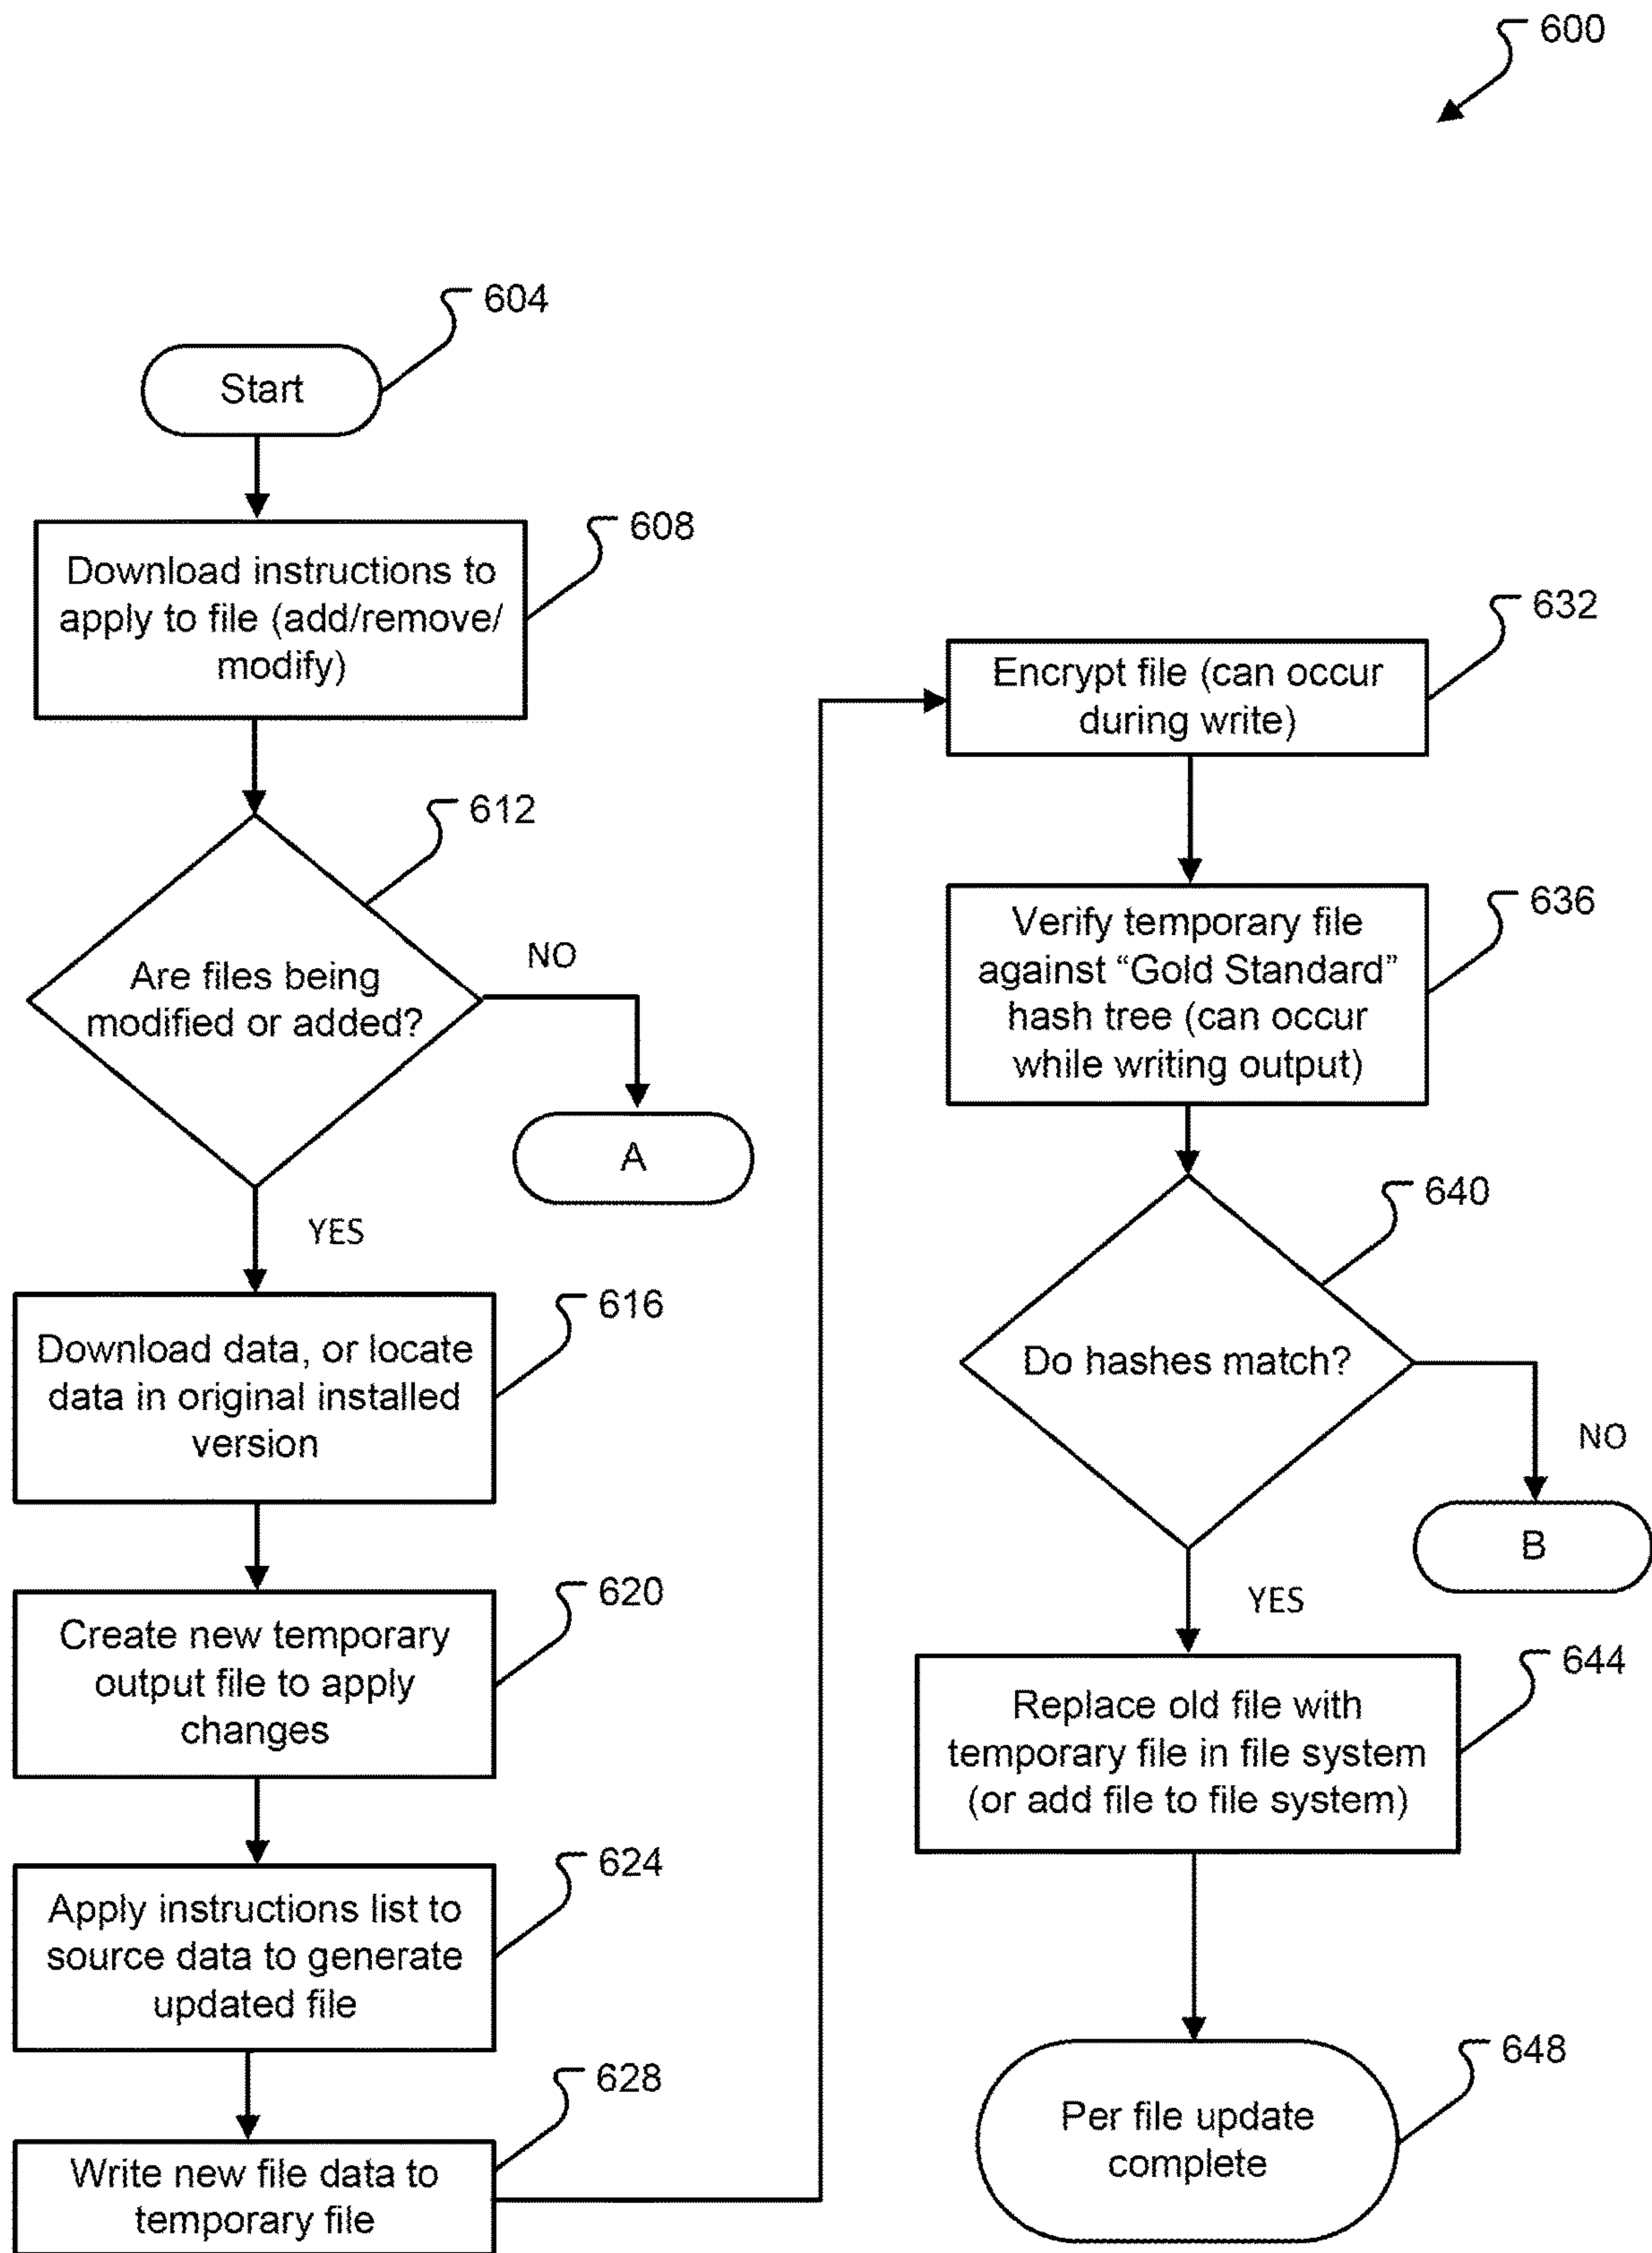 600
604
Start
608
Download instructions to
apply to file (add/remove/
modify)
612
Are files being
modified or added?
NO
A
YES
616
Download data, or locate
data in original installed
version
620
Create new temporary
output file to apply
changes
624
Apply instructions list to
source data to generate
updated file
628
Write new file data to
temporary file
632
Encrypt file (can occur
during write)
636
Verify temporary file
against “Gold Standard”
hash tree (can occur
while writing output)
640
Do hashes match?
NO
B
YES
644
Replace old file with
temporary file in file system
(or add file to file system)
648
Per file update
complete